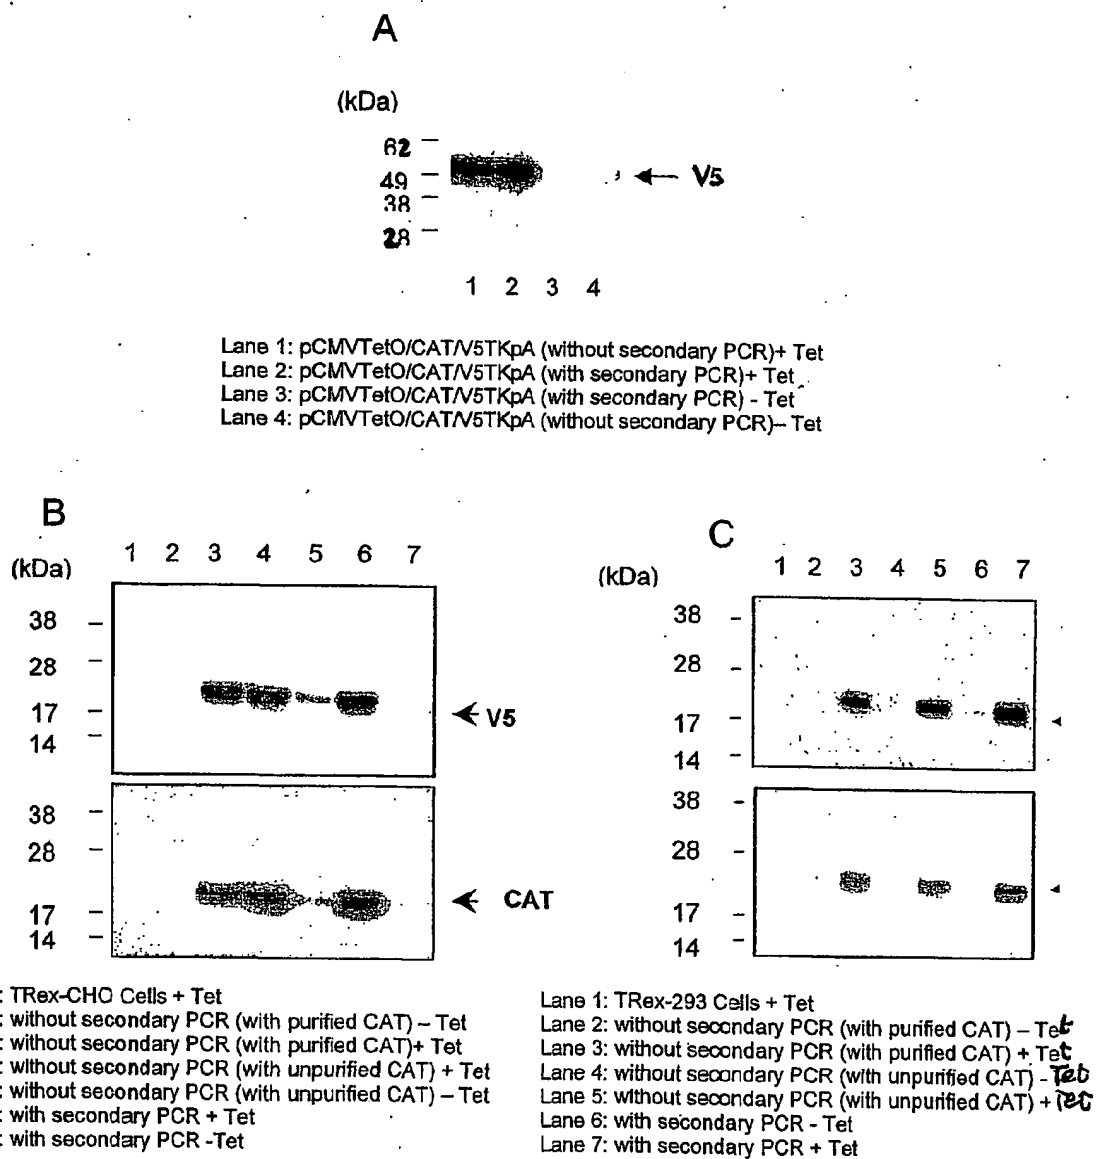 A
(kDa)
62
49
38
28
V5
1 2 3 4
Lane 1: pCMVTetO/CAT/V5TKpA (without secondary PCR)+ Tet
Lane 2: pCMVTetO/CAT/V5TKpA (with secondary PCR)+ Tet
Lane 3: pCMVTetO/CAT/V5TKpA (with secondary PCR) - Tet
Lane 4: pCMVTetO/CAT/V5TKpA (without secondary PCR)– Tet
B
(kDa)
1 2 3 4 5 6 7
38
28
17
14
V5
38
28
17
14
CAT
: TRex-CHO Cells + Tet
: without secondary PCR (with purified CAT) – Tet
: without secondary PCR (with purified CAT)+ Tet
: without secondary PCR (with unpurified CAT) + Tet
: without secondary PCR (with unpurified CAT) – Tet
: with secondary PCR + Tet
: with secondary PCR -Tet
C
(kDa)
1 2 3 4 5 6 7
38
28
17
14
38
28
17
14
Lane 1: TRex-293 Cells + Tet
Lane 2: without secondary PCR (with purified CAT) – Tet
Lane 3: without secondary PCR (with purified CAT) + Tet
Lane 4: without secondary PCR (with unpurified CAT) - Tet
Lane 5: without secondary PCR (with unpurified CAT) + Tet
Lane 6: with secondary PCR - Tet
Lane 7: with secondary PCR + Tet